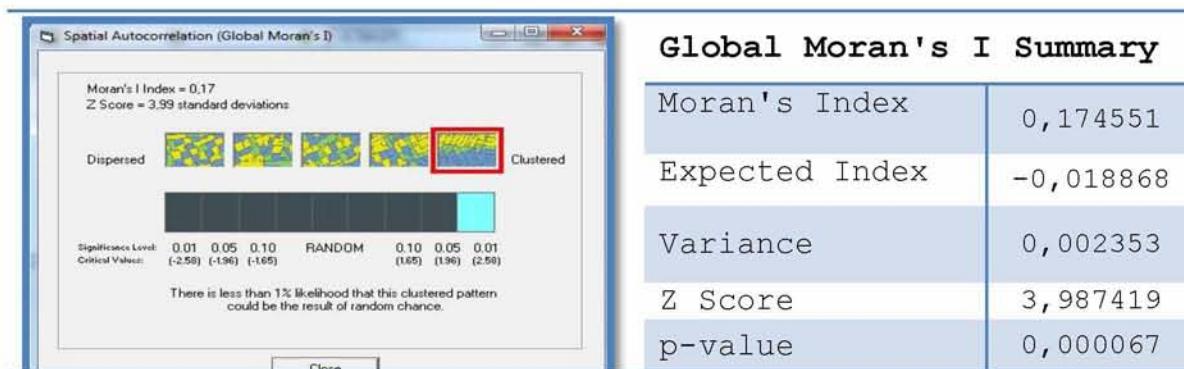 Spatial Autocorrelation (Global Moran's I)
Moran's I Index = 0,17
Z Score = 3,99 standard deviations
Dispersed
Clustered
Significance Level: 0.01 0.05 0.10 RANDOM 0.10 0.05 0.01
Critical Values: (-2.58) (-1.96) (-1.65) (1.65) (1.96) (2.58)
There is less than 1% likelihood that this clustered pattern
could be the result of random chance.
Close
Global Moran's I Summary
Moran's Index 0,174551
Expected Index -0,018868
Variance 0,002353
Z Score 3,987419
p-value 0,000067